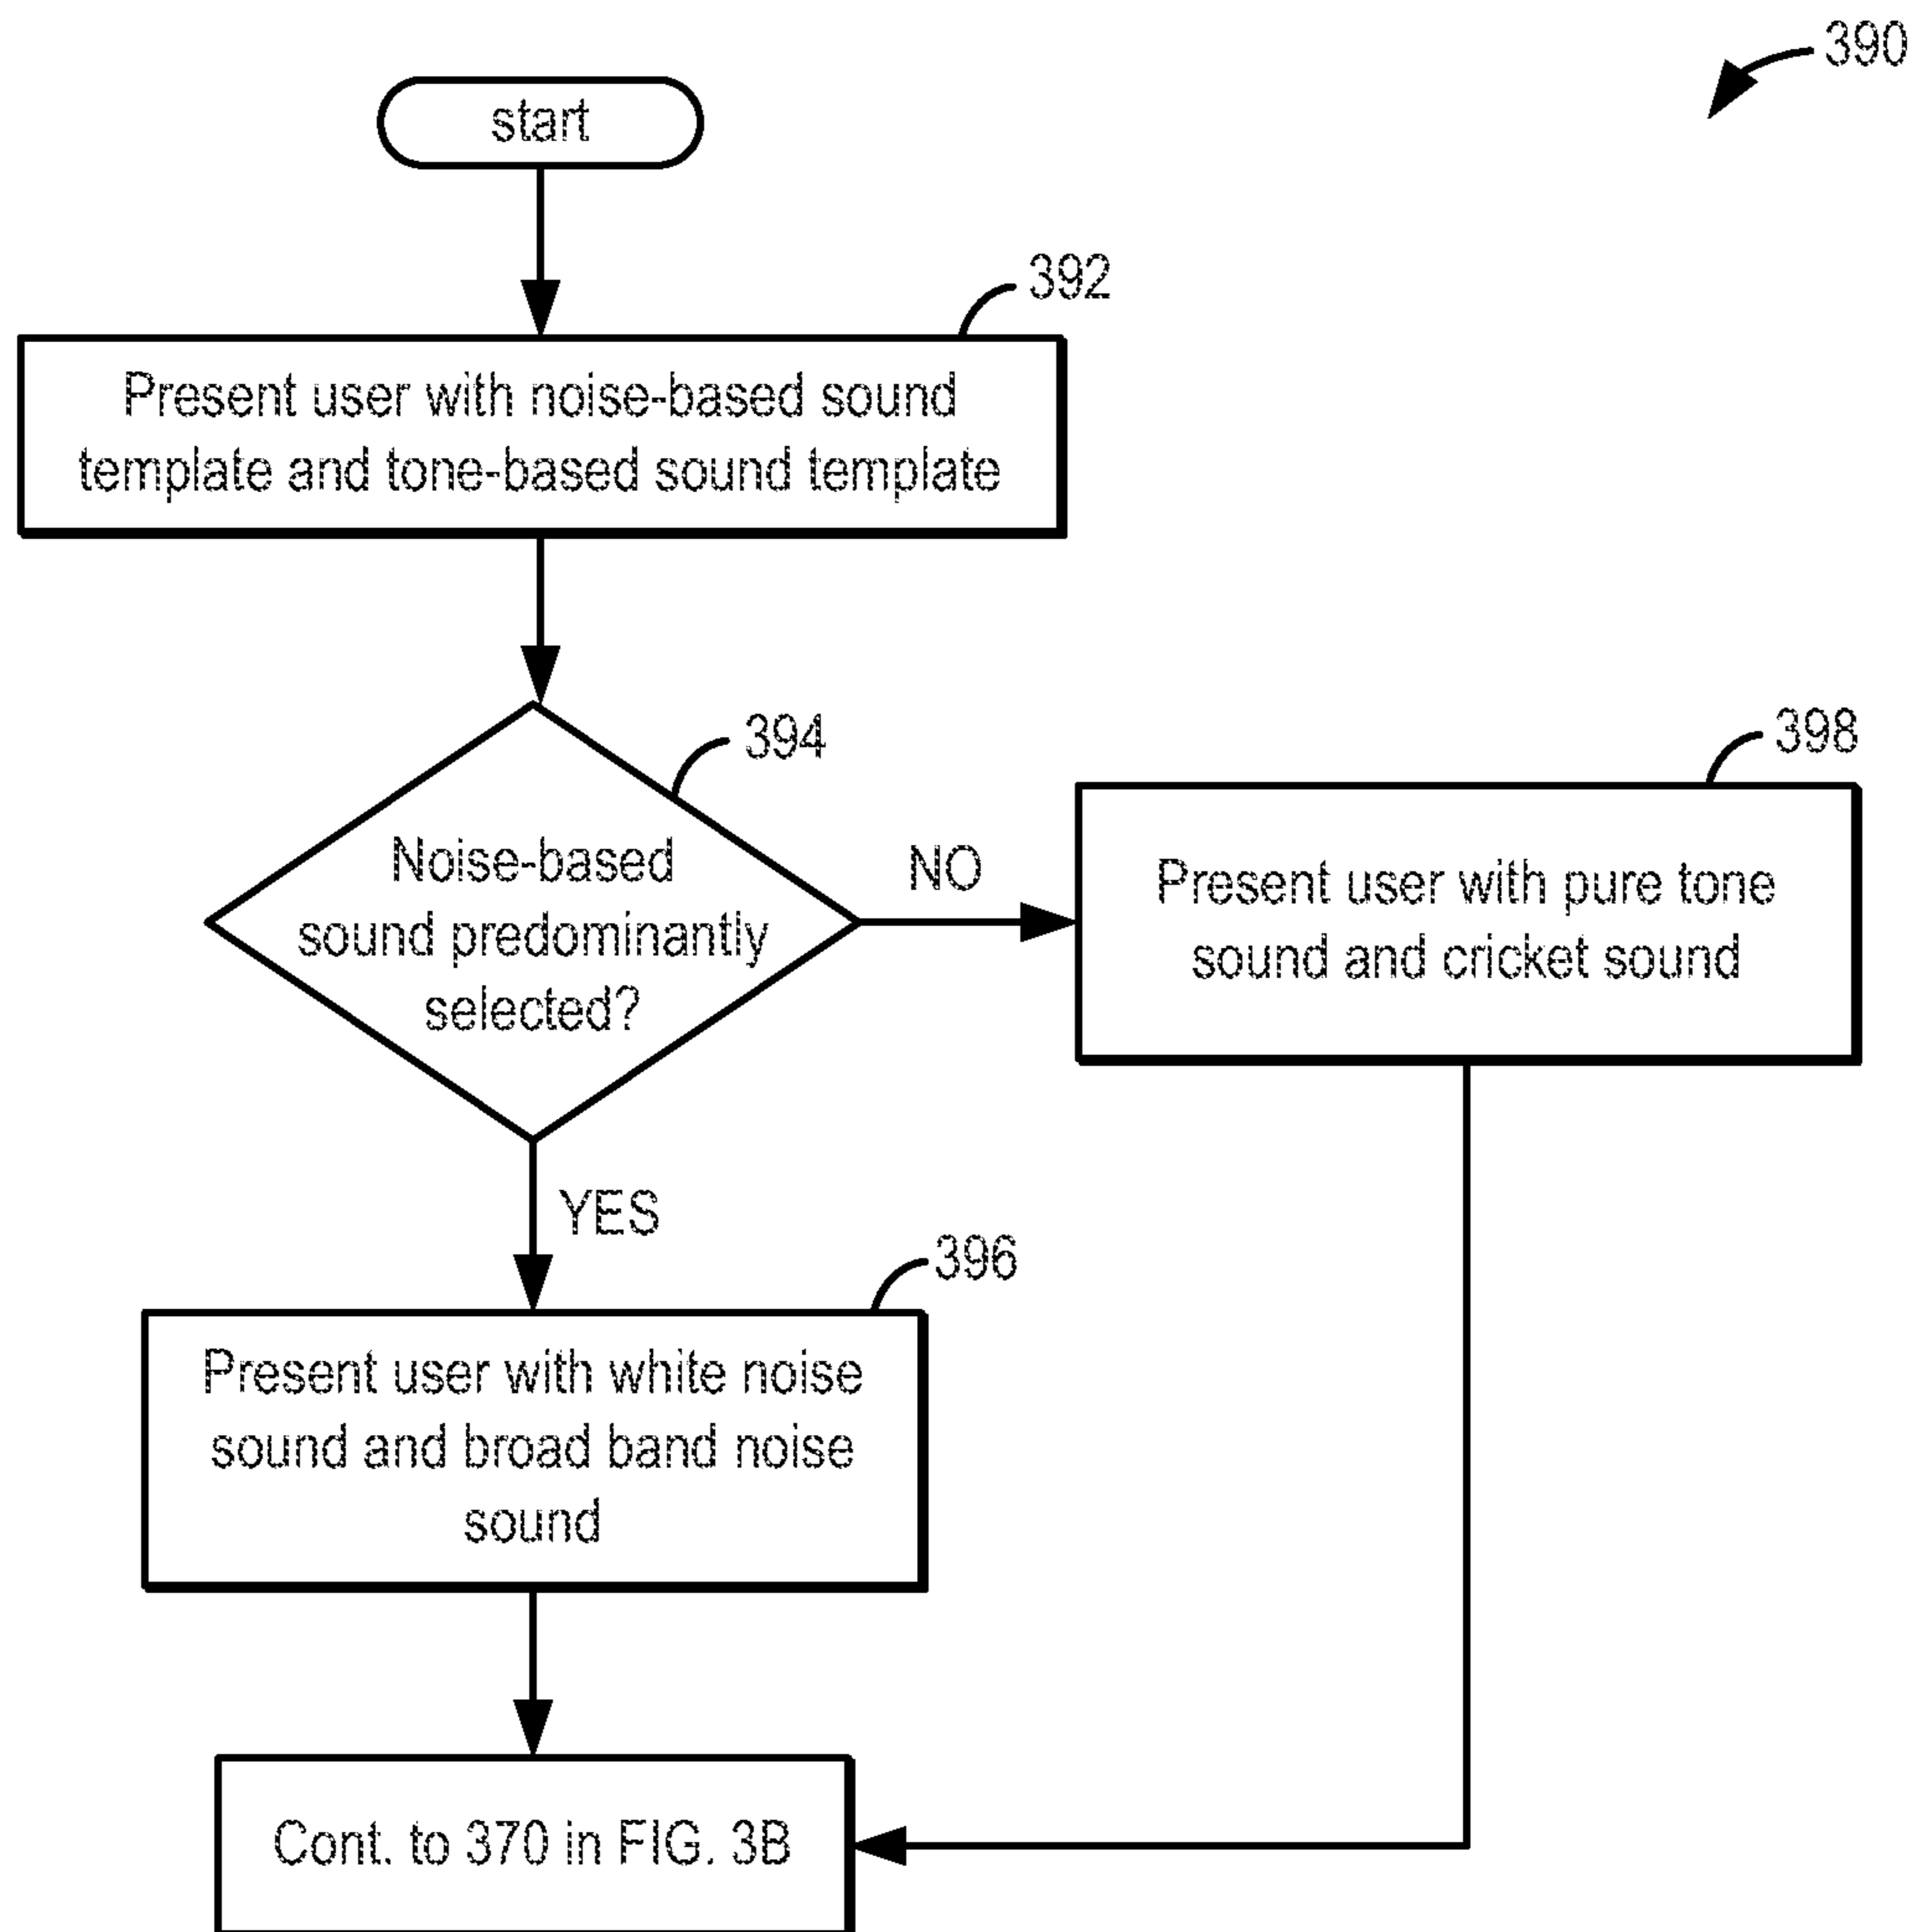 390
start
392
Present user with noise-based sound
template and tone-based sound template
394
Noise-based
sound predominantly
selected?
NO
398
Present user with pure tone
sound and cricket sound
YES
396
Present user with white noise
sound and broad band noise
sound
Cont. to 370 in FIG. 3B